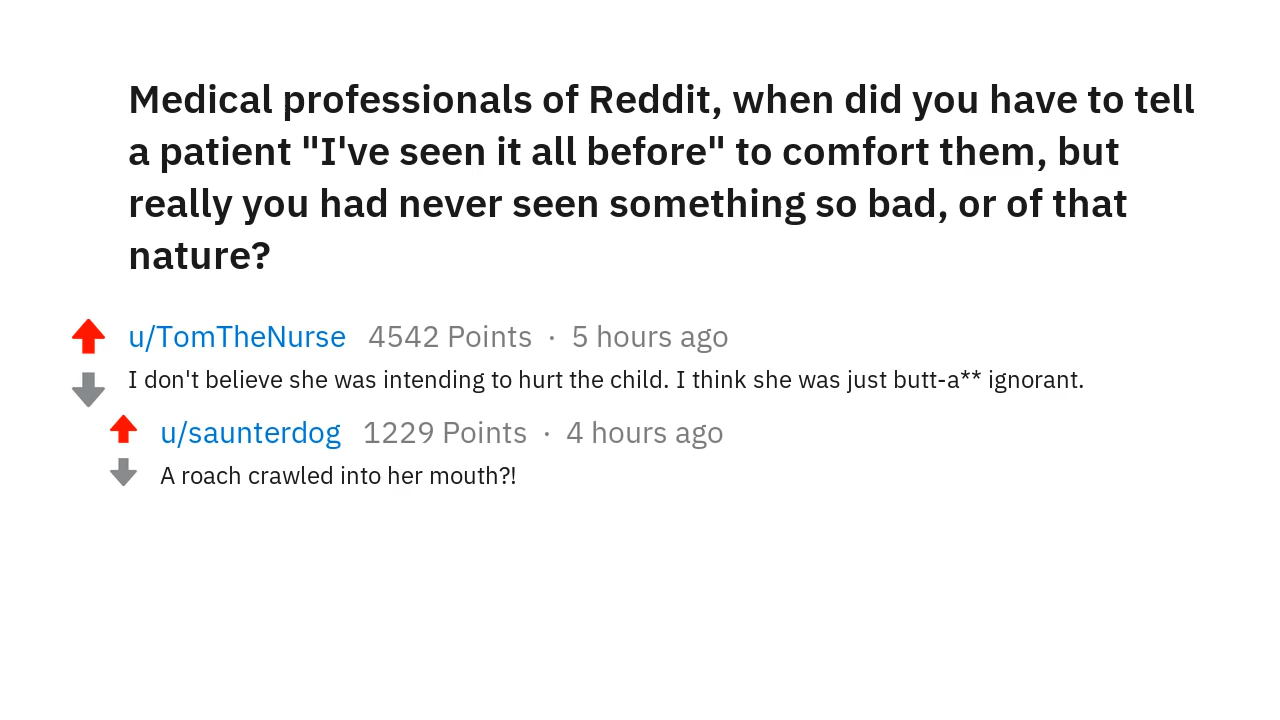 Medical professionals of Reddit, when did you have to tell
a patient "I've seen it all before" to comfort them, but
really you had never seen something so bad, or of that
nature?
u/TomTheNurse 4542 Points · 5 hours ago
I don't believe she was intending to hurt the child. I think she was just butt-a** ignorant.
u/saunterdog 1229 Points · 4 hours ago
A roach crawled into her mouth?!